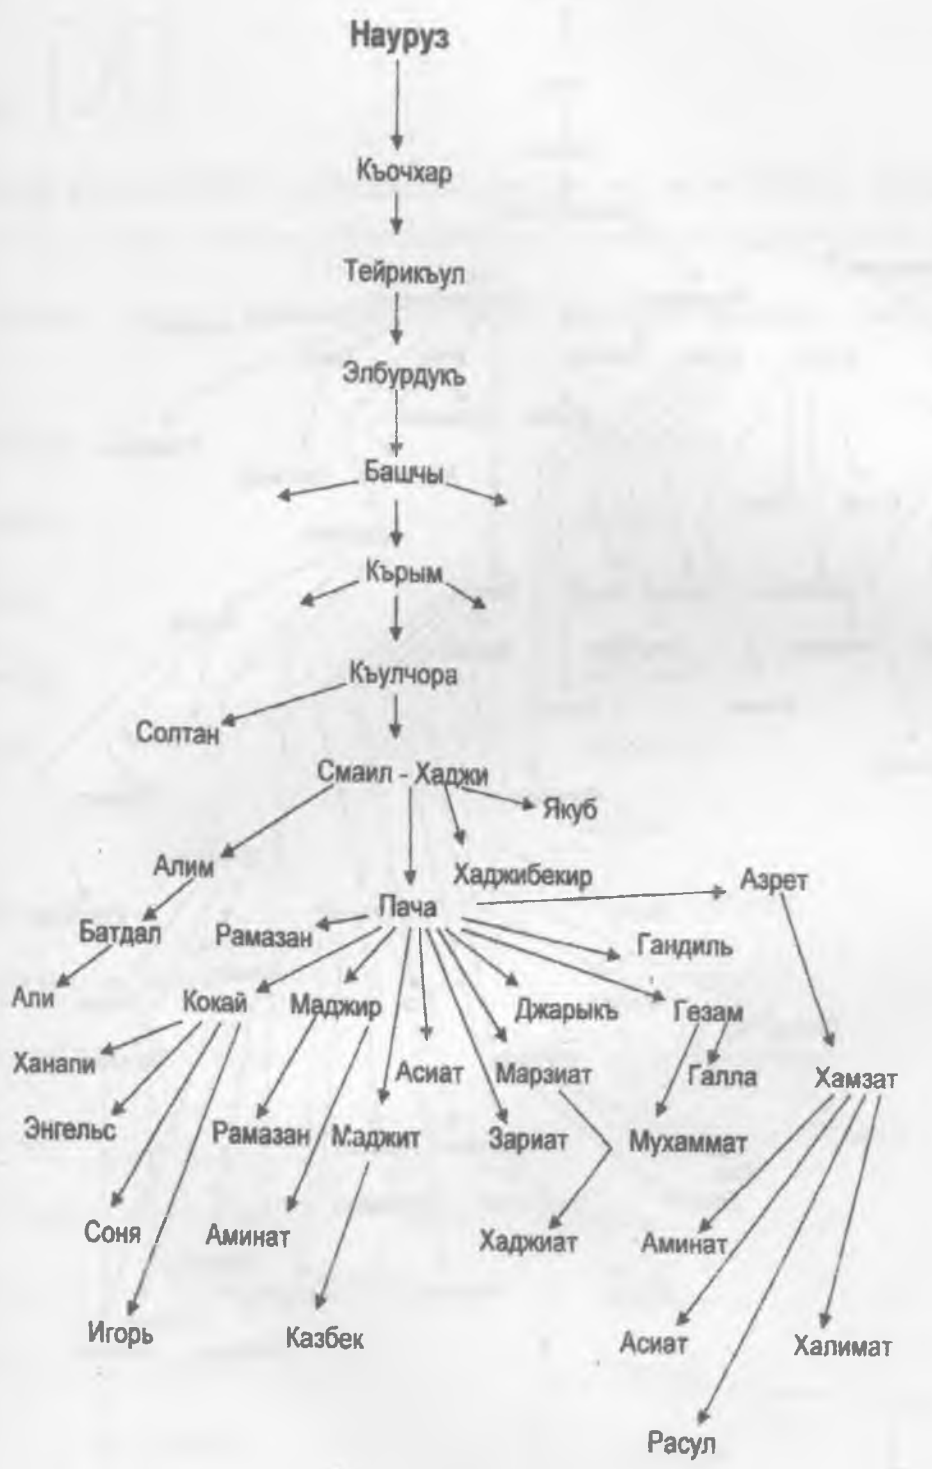 Науруз
Къочхар
Тейрикъул
Элбурдукъ
Башчы
Кърым
Къулчора
Солтан
Смаил - Хаджи
Якуб
Алим
Хаджибекир
Азрет
Пача
Батдал
Рамазан
Гандиль
Али
Кокай
Маджир
Джарыкъ
Гезам
Ханапи
Асиат
Марзиат
Галла
Хамзат
Энгельс
Рамазан
Маджит
Зариат
Мухаммат
Соня
Аминат
Хаджиат
Аминат
Игорь
Казбек
Асиат
Халимат
Расул